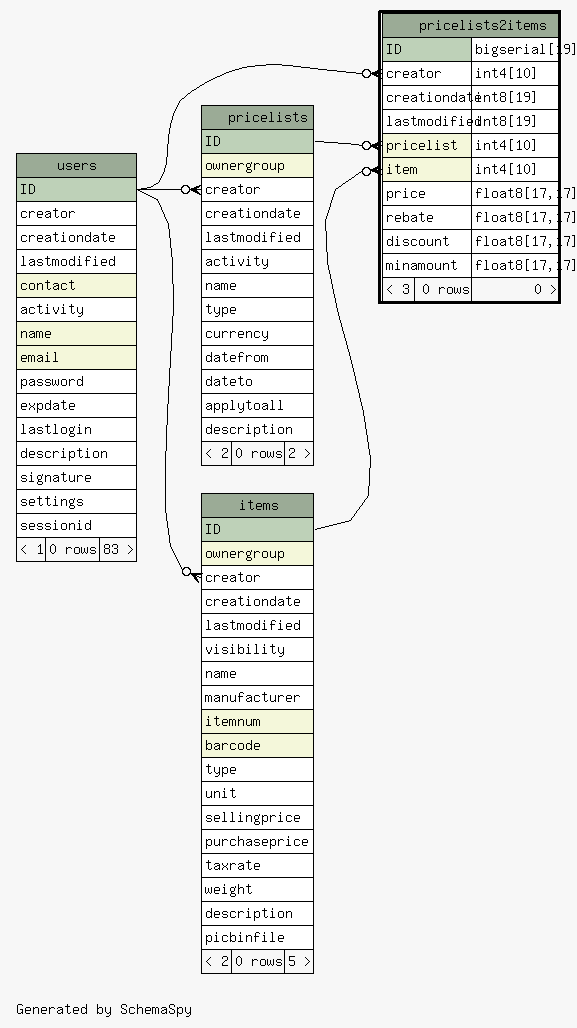 pricelists2items
ID bigserial[19]
creator int4[10]
creationdate int8[19]
lastmodified int8[19]
pricelist int4[10]
item int4[10]
price float8[17,17]
rebate float8[17,17]
discount float8[17,17]
minamount float8[17,17]
< 3 0 rows 0 >
pricelists
ID
ownergroup
creator
creationdate
lastmodified
activity
name
type
currency
datefrom
dateto
applytoall
description
< 2 0 rows 2 >
users
ID
creator
creationdate
lastmodified
contact
activity
name
email
password
expdate
lastlogin
description
signature
settings
sessionid
< 1 0 rows 83 >
items
ID
ownergroup
creator
creationdate
lastmodified
visibility
name
manufacturer
itemnum
barcode
type
unit
sellingprice
purchaseprice
taxrate
weight
description
picbinfile
< 2 0 rows 5 >
Generated by SchemaSpy